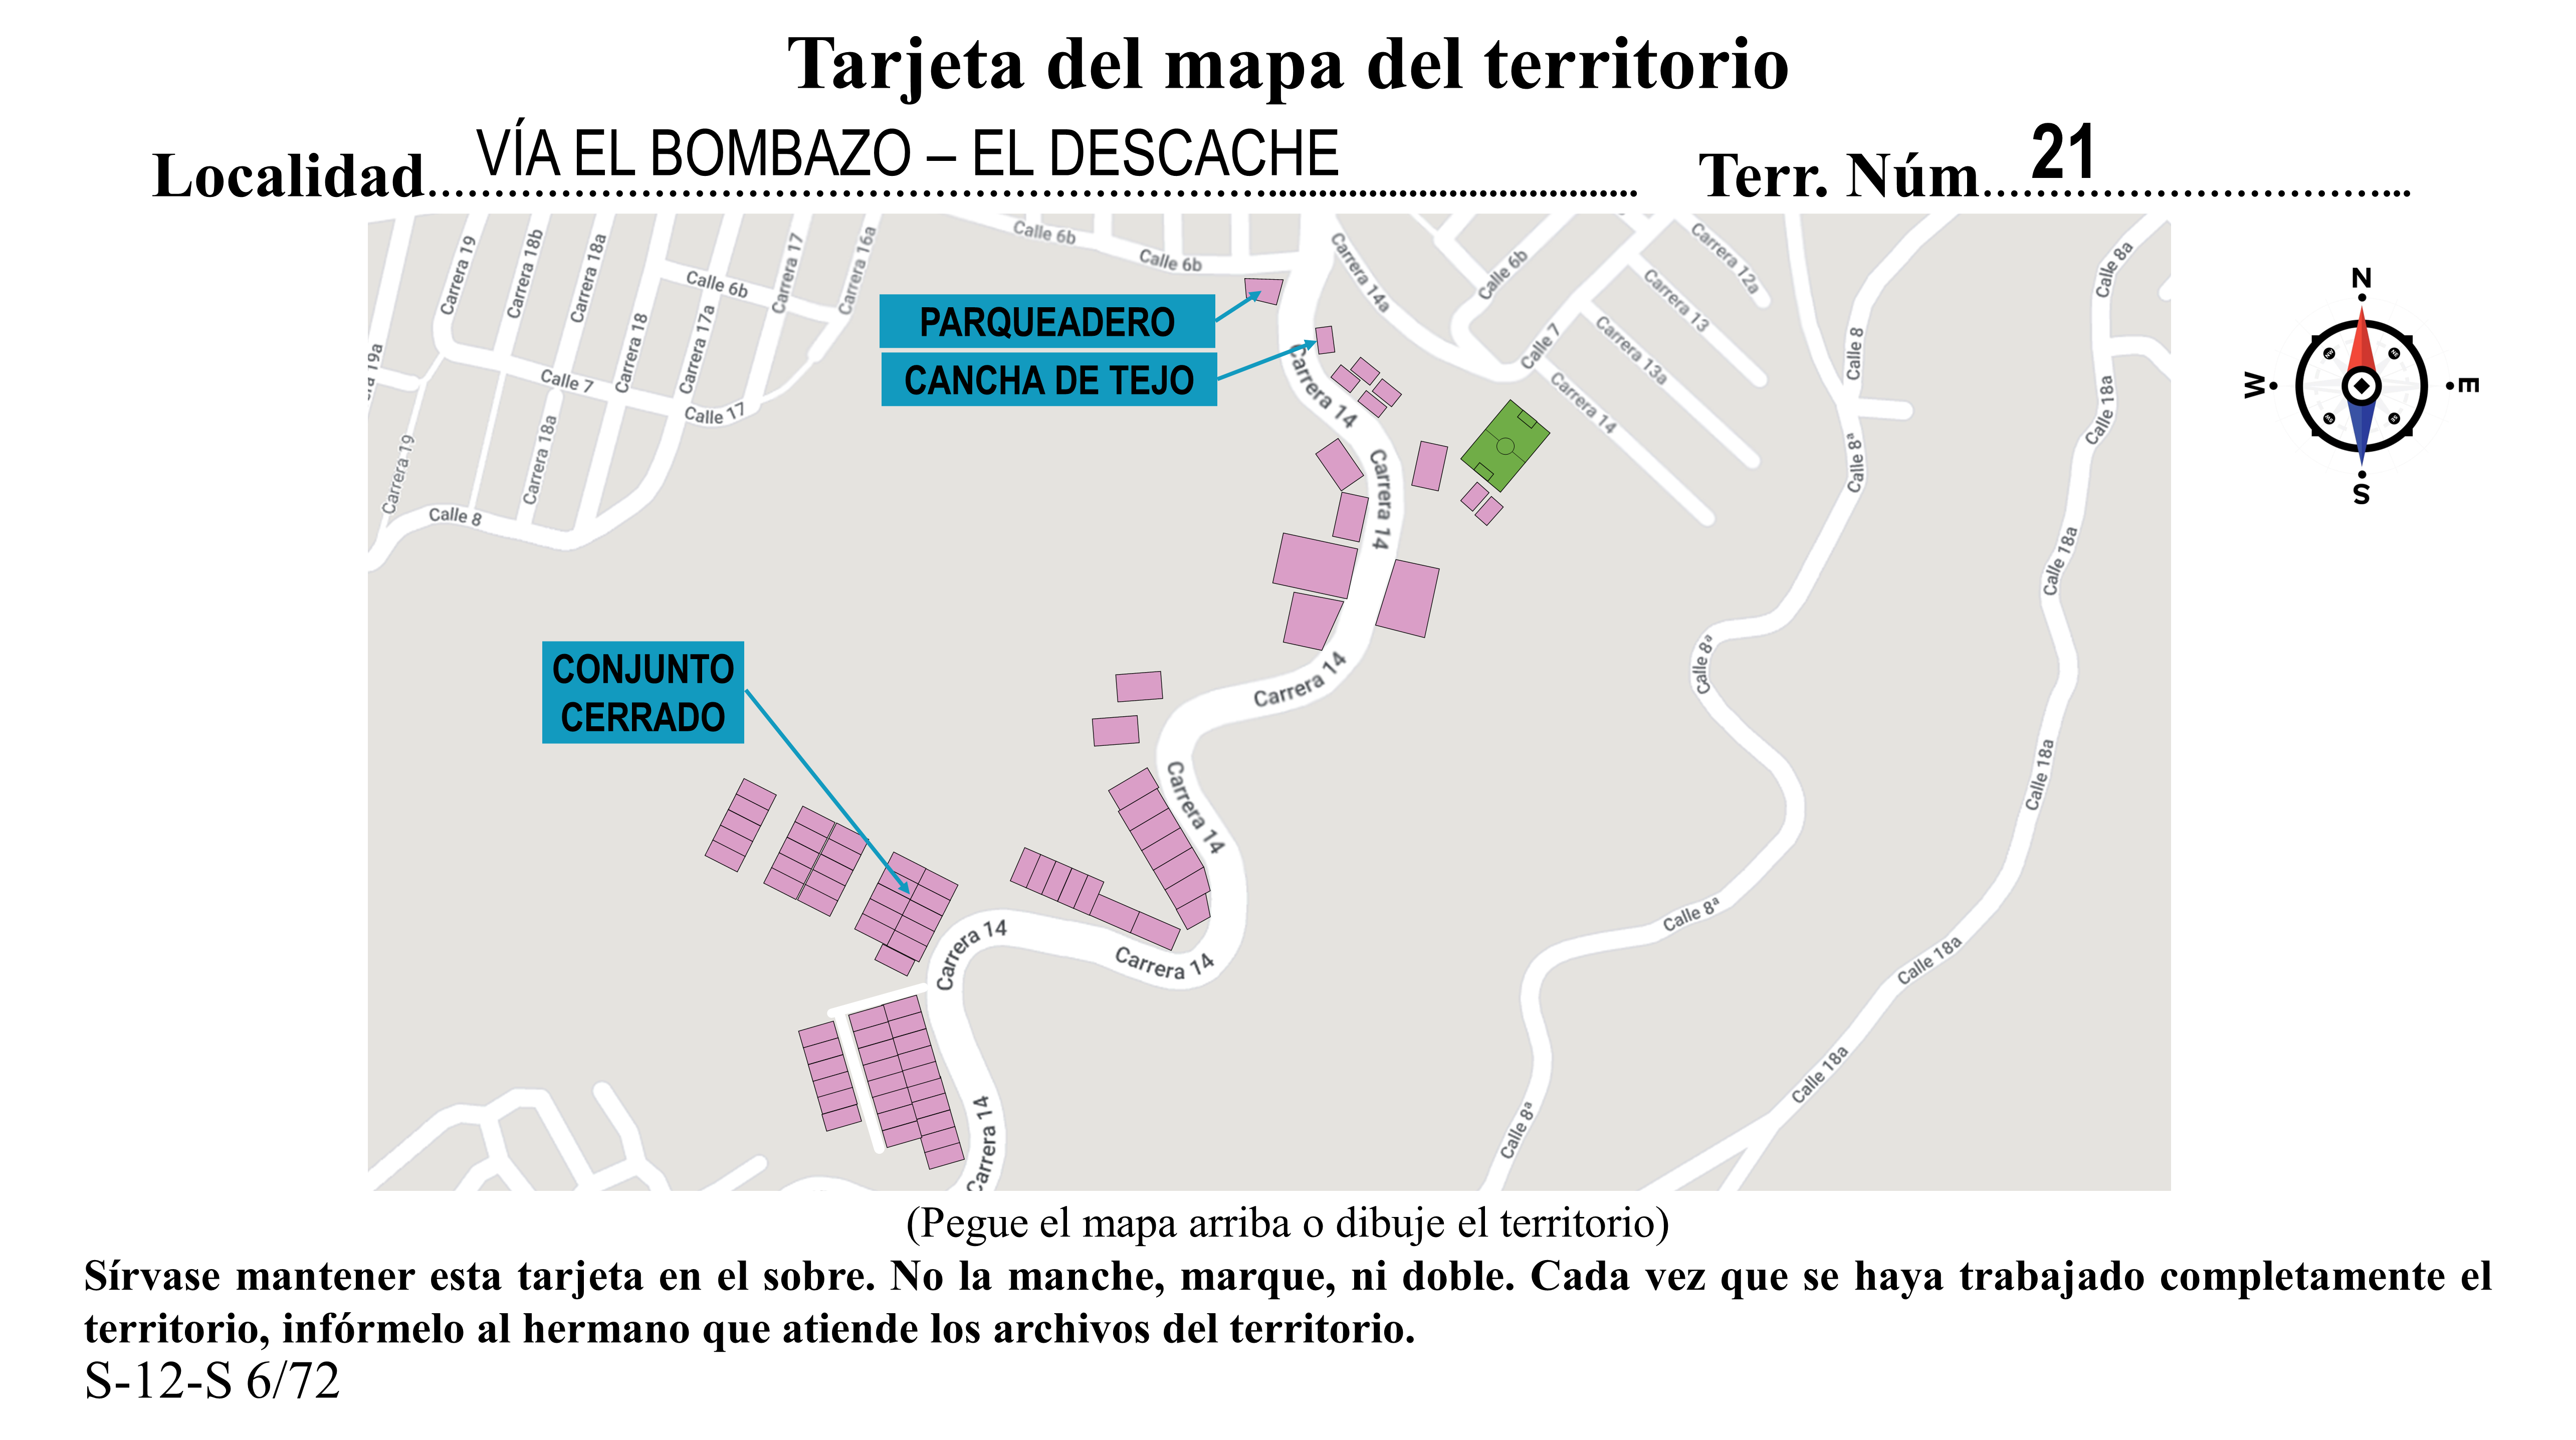 Tarjeta del mapa del territorio
Localidad VÍA EL BOMBAZO – EL DESCACHE Terr. Núm 21
Calle 6b
Calle 6b
Carrera 19
Carrera 18b
Carrera 18a
Carrera 17
Carrera 16a
Carrera 14a
Calle 6b
Carrera 12a
Calle 8a
N
Calle 6b
Carrera 13
PARQUEADERO
Carrera 18
Carrera 17a
Calle 7
Carrera 13a
Calle 8
W
E
19a
Calle 7
CANCHA DE TEJO
Carrera 14
Carrera 14
Calle 17
Calle 18a
Carrera 19
Carrera 18a
Calle 8ª
Carrera 14
S
Calle 8
Calle 18a
CONJUNTO
CERRADO
Carrera 14
Calle 8ª
Carrera 14
Calle 18a
Calle 8ª
Carrera 14
Carrera 14
Calle 18a
Calle 18a
Carrera 14
Calle 8ª
(Pegue el mapa arriba o dibuje el territorio)
Sírvase mantener esta tarjeta en el sobre. No la manche, marque, ni doble. Cada vez que se haya trabajado completamente el
territorio, infórmelo al hermano que atiende los archivos del territorio.
S-12-S 6/72